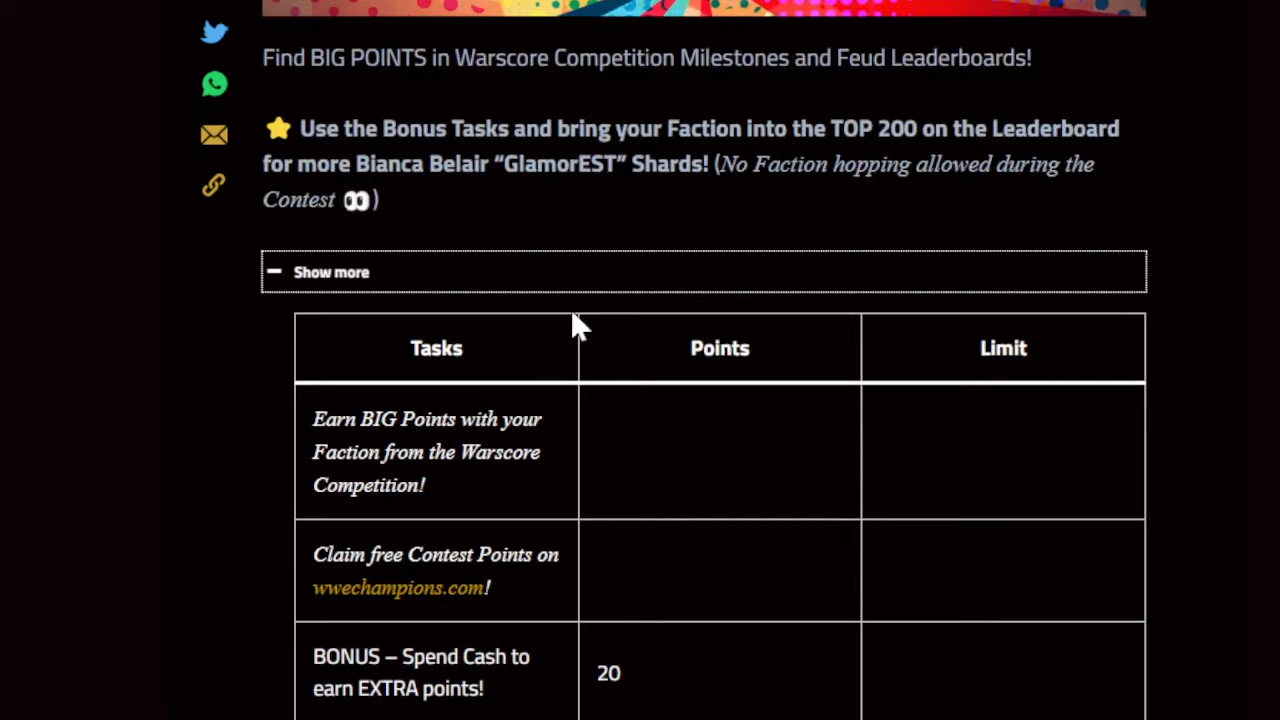 Find BIG POINTS in Warscore Competition Milestones and Feud Leaderboards!
⭐ Use the Bonus Tasks and bring your Faction into the TOP 200 on the Leaderboard
for more Bianca Belair “GlamorEST” Shards! (No Faction hopping allowed during the
Contest 👀)
Show more
Tasks Points Limit
Earn BIG Points with your
Faction from the Warscore
Competition!
Claim free Contest Points on
wwechampions.com!
BONUS – Spend Cash to
earn EXTRA points!
20